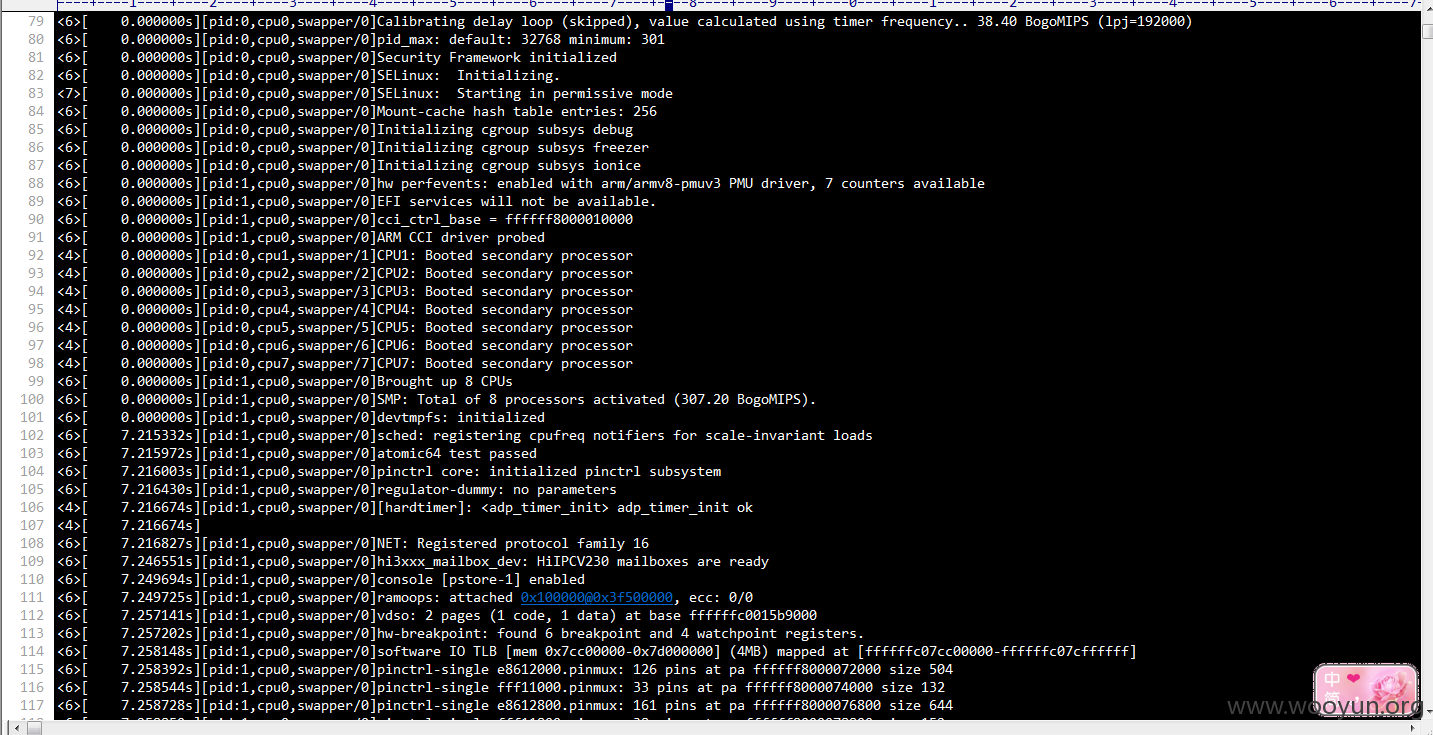 ----+----1----+----2----+----3----+----4----+----5----+----6----+----7----+----8----+----9----+----0----+----1----+----2----+----3----+----4----+----5----+----6----+----7-
79 <6>[    0.000000s][pid:0,cpu0,swapper/0]Calibrating delay loop (skipped), value calculated using timer frequency.. 38.40 BogoMIPS (lpj=192000)
80 <6>[    0.000000s][pid:0,cpu0,swapper/0]pid_max: default: 32768 minimum: 301
81 <6>[    0.000000s][pid:0,cpu0,swapper/0]Security Framework initialized
82 <6>[    0.000000s][pid:0,cpu0,swapper/0]SELinux:  Initializing.
83 <7>[    0.000000s][pid:0,cpu0,swapper/0]SELinux:  Starting in permissive mode
84 <6>[    0.000000s][pid:0,cpu0,swapper/0]Mount-cache hash table entries: 256
85 <6>[    0.000000s][pid:0,cpu0,swapper/0]Initializing cgroup subsys debug
86 <6>[    0.000000s][pid:0,cpu0,swapper/0]Initializing cgroup subsys freezer
87 <6>[    0.000000s][pid:0,cpu0,swapper/0]Initializing cgroup subsys ionice
88 <6>[    0.000000s][pid:1,cpu0,swapper/0]hw perfevents: enabled with arm/armv8-pmuv3 PMU driver, 7 counters available
89 <6>[    0.000000s][pid:1,cpu0,swapper/0]EFI services will not be available.
90 <6>[    0.000000s][pid:1,cpu0,swapper/0]cci_ctrl_base = ffffff8000010000
91 <6>[    0.000000s][pid:1,cpu0,swapper/0]ARM CCI driver probed
92 <4>[    0.000000s][pid:0,cpu1,swapper/1]CPU1: Booted secondary processor
93 <4>[    0.000000s][pid:0,cpu2,swapper/2]CPU2: Booted secondary processor
94 <4>[    0.000000s][pid:0,cpu3,swapper/3]CPU3: Booted secondary processor
95 <4>[    0.000000s][pid:0,cpu4,swapper/4]CPU4: Booted secondary processor
96 <4>[    0.000000s][pid:0,cpu5,swapper/5]CPU5: Booted secondary processor
97 <4>[    0.000000s][pid:0,cpu6,swapper/6]CPU6: Booted secondary processor
98 <4>[    0.000000s][pid:0,cpu7,swapper/7]CPU7: Booted secondary processor
99 <6>[    0.000000s][pid:1,cpu0,swapper/0]Brought up 8 CPUs
100 <6>[    0.000000s][pid:1,cpu0,swapper/0]SMP: Total of 8 processors activated (307.20 BogoMIPS).
101 <6>[    0.000000s][pid:1,cpu0,swapper/0]devtmpfs: initialized
102 <6>[    7.215332s][pid:1,cpu0,swapper/0]sched: registering cpufreq notifiers for scale-invariant loads
103 <6>[    7.215972s][pid:1,cpu0,swapper/0]atomic64 test passed
104 <6>[    7.216003s][pid:1,cpu0,swapper/0]pinctrl core: initialized pinctrl subsystem
105 <6>[    7.216430s][pid:1,cpu0,swapper/0]regulator-dummy: no parameters
106 <4>[    7.216674s][pid:1,cpu0,swapper/0][hardtimer]: <adp_timer_init> adp_timer_init ok
107 <4>[    7.216674s]
108 <6>[    7.216827s][pid:1,cpu0,swapper/0]NET: Registered protocol family 16
109 <6>[    7.246551s][pid:1,cpu0,swapper/0]hi3xxx_mailbox_dev: HiIPCV230 mailboxes are ready
110 <6>[    7.249694s][pid:1,cpu0,swapper/0]console [pstore-1] enabled
111 <6>[    7.249725s][pid:1,cpu0,swapper/0]ramoops: attached 0x100000@0x3f500000, ecc: 0/0
112 <6>[    7.257141s][pid:1,cpu0,swapper/0]vdso: 2 pages (1 code, 1 data) at base ffffffc0015b9000
113 <6>[    7.257202s][pid:1,cpu0,swapper/0]hw-breakpoint: found 6 breakpoint and 4 watchpoint registers.
114 <6>[    7.258148s][pid:1,cpu0,swapper/0]software IO TLB [mem 0x7cc00000-0x7d000000] (4MB) mapped at [ffffffc07cc00000-ffffffc07cffffff]
115 <6>[    7.258392s][pid:1,cpu0,swapper/0]pinctrl-single e8612000.pinmux: 126 pins at pa ffffff8000072000 size 504
116 <6>[    7.258544s][pid:1,cpu0,swapper/0]pinctrl-single fff11000.pinmux: 33 pins at pa ffffff8000074000 size 132
117 <6>[    7.258728s][pid:1,cpu0,swapper/0]pinctrl-single e8612800.pinmux: 161 pins at pa ffffff8000076800 size 644
中
简
www.wooyun.org